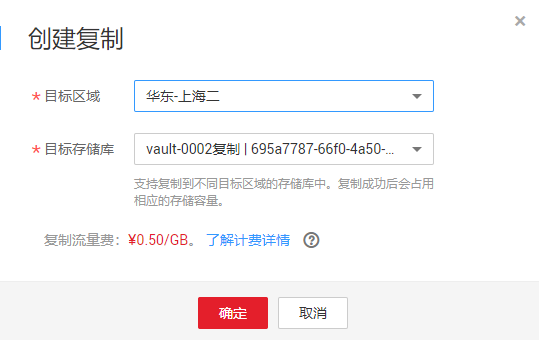 创建复制
* 目标区域 华东-上海二
* 目标存储库 vault-0002复制 | 695a7787-66f0-4a50-...
支持复制到不同目标区域的存储库中。复制成功后会占用
相应的存储容量。
复制流量费：¥0.50/GB。 了解计费详情 ?
确定 取消